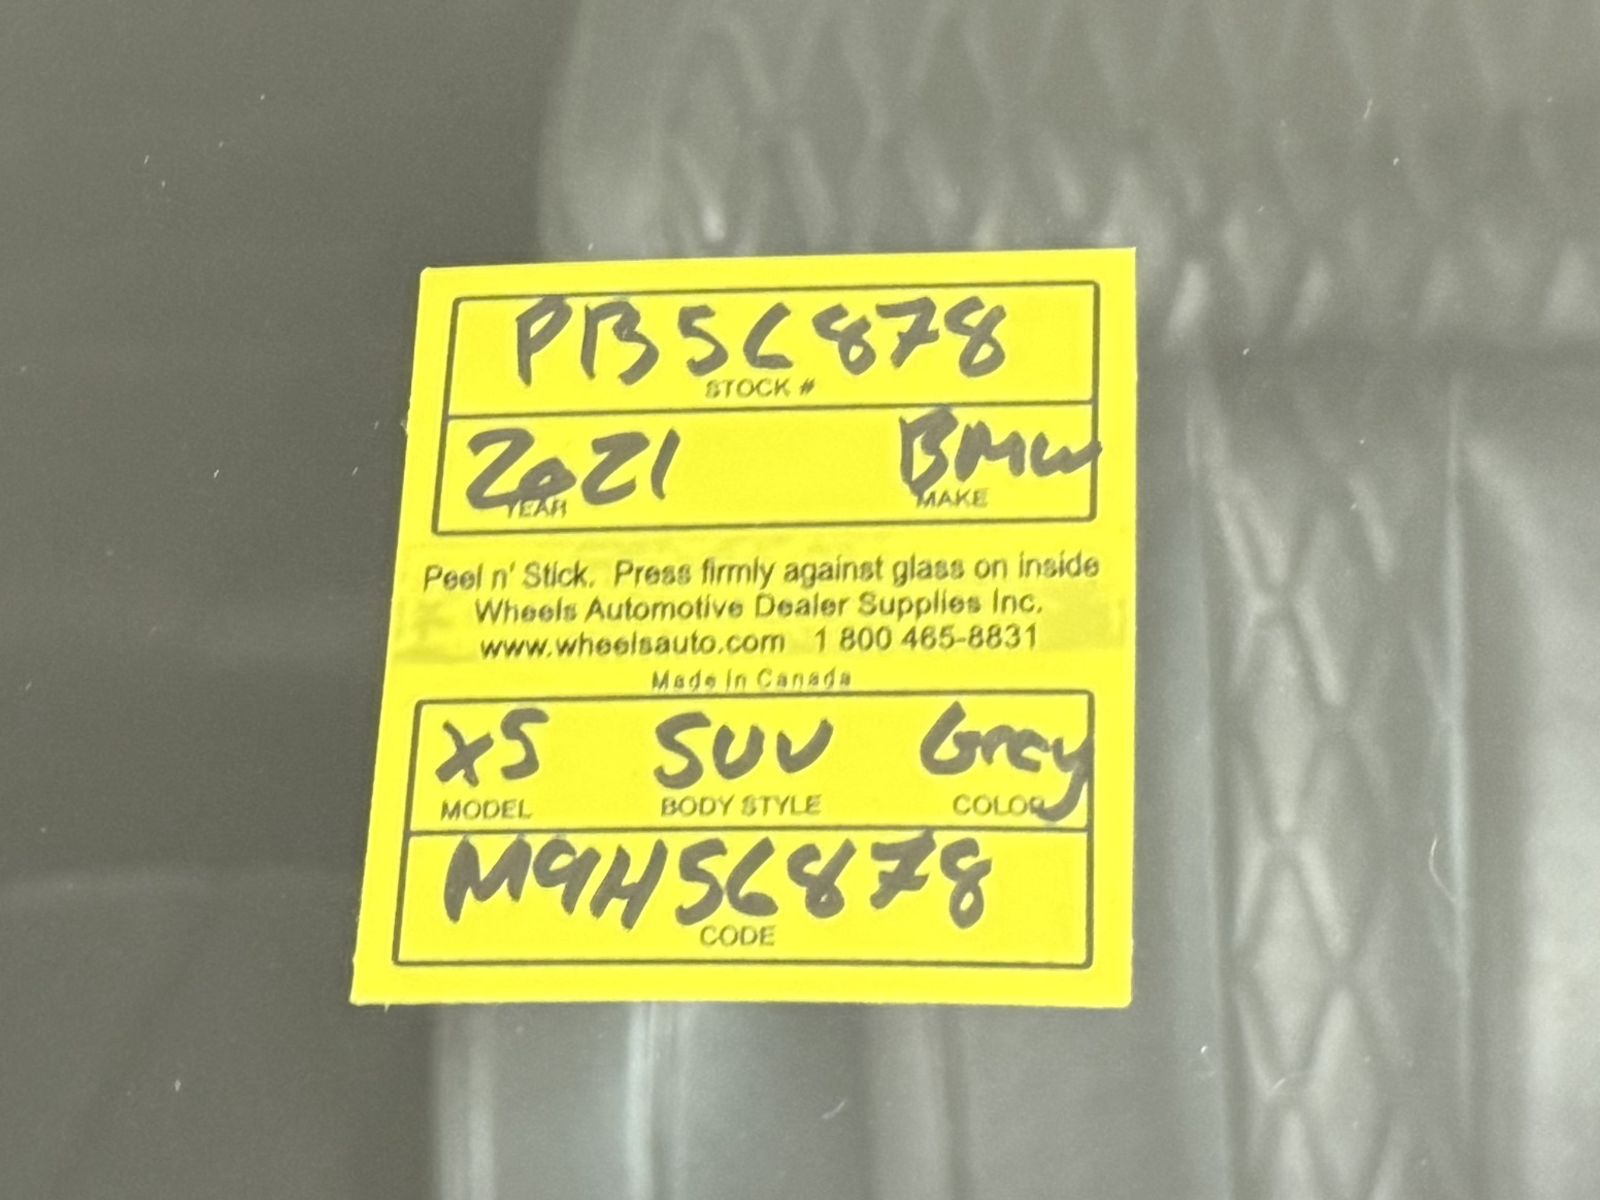 PB56878
STOCK #
2021 BMW
YEAR MAKE
Peel n' Stick. Press firmly against glass on inside
Wheels Automotive Dealer Supplies Inc.
www.wheelsauto.com 1 800 465-8831
Made in Canada
X5 SUV Grey
MODEL BODY STYLE COLOR
M9H56878
CODE